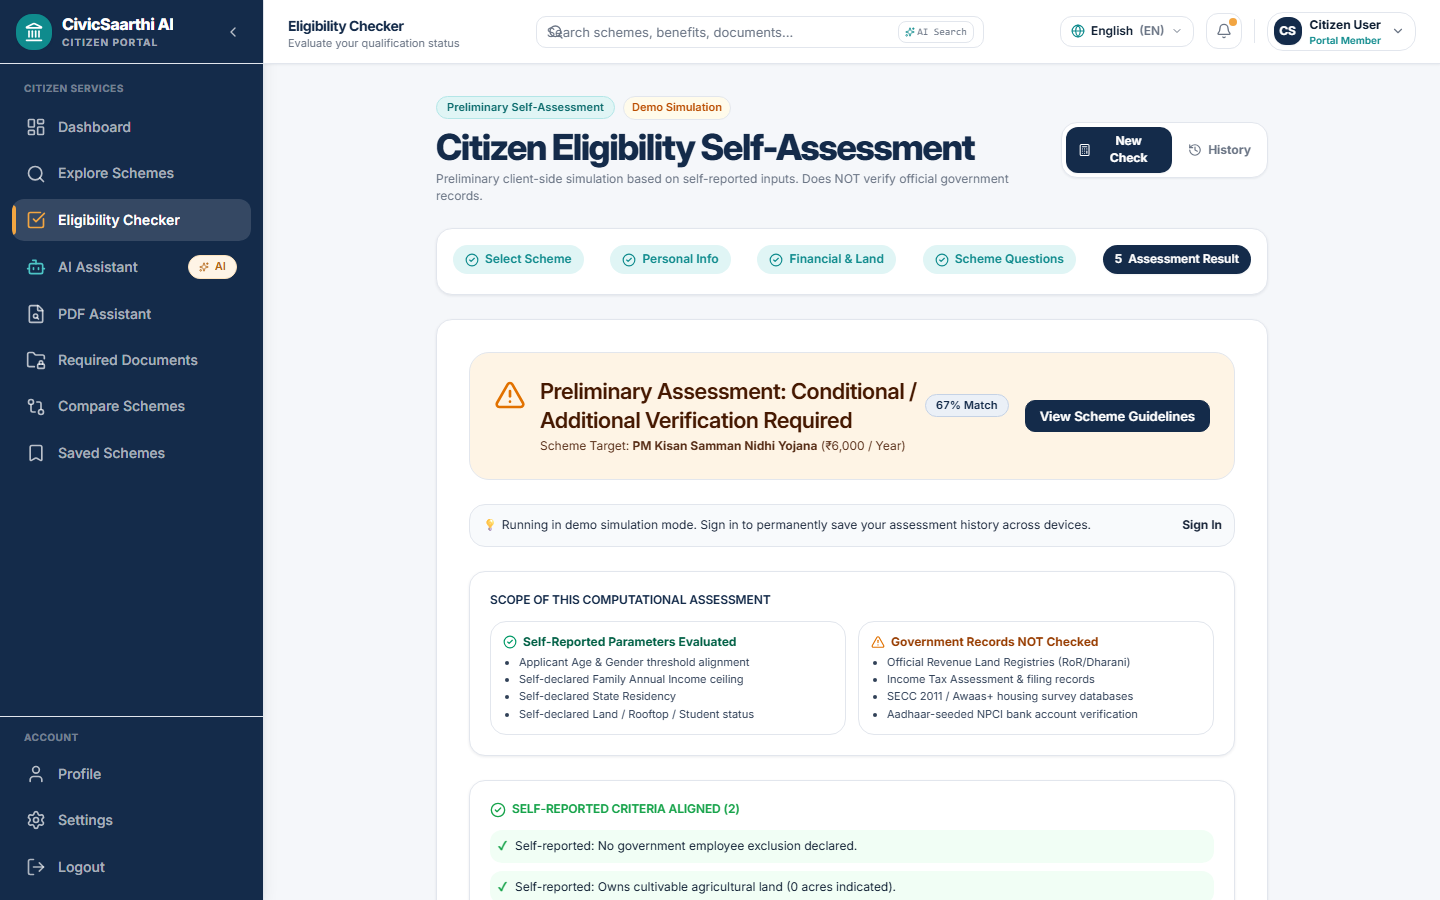 CivicSaarthi AI
CITIZEN PORTAL
Eligibility Checker
Evaluate your qualification status
Search schemes, benefits, documents...
AI Search
English (EN)
CS
Citizen User
Portal Member
CITIZEN SERVICES
Dashboard
Explore Schemes
Eligibility Checker
AI Assistant
AI
PDF Assistant
Required Documents
Compare Schemes
Saved Schemes
ACCOUNT
Profile
Settings
Logout
Preliminary Self-Assessment
Demo Simulation
Citizen Eligibility Self-Assessment
Preliminary client-side simulation based on self-reported inputs. Does NOT verify official government
records.
New
Check
History
Select Scheme
Personal Info
Financial & Land
Scheme Questions
5 Assessment Result
Preliminary Assessment: Conditional /
Additional Verification Required
67% Match
Scheme Target: PM Kisan Samman Nidhi Yojana (₹6,000 / Year)
View Scheme Guidelines
Running in demo simulation mode. Sign in to permanently save your assessment history across devices.
Sign In
SCOPE OF THIS COMPUTATIONAL ASSESSMENT
Self-Reported Parameters Evaluated
• Applicant Age & Gender threshold alignment
• Self-declared Family Annual Income ceiling
• Self-declared State Residency
• Self-declared Land / Rooftop / Student status
Government Records NOT Checked
• Official Revenue Land Registries (RoR/Dharani)
• Income Tax Assessment & filing records
• SECC 2011 / Awaas+ housing survey databases
• Aadhaar-seeded NPCI bank account verification
SELF-REPORTED CRITERIA ALIGNED (2)
✓ Self-reported: No government employee exclusion declared.
✓ Self-reported: Owns cultivable agricultural land (0 acres indicated).